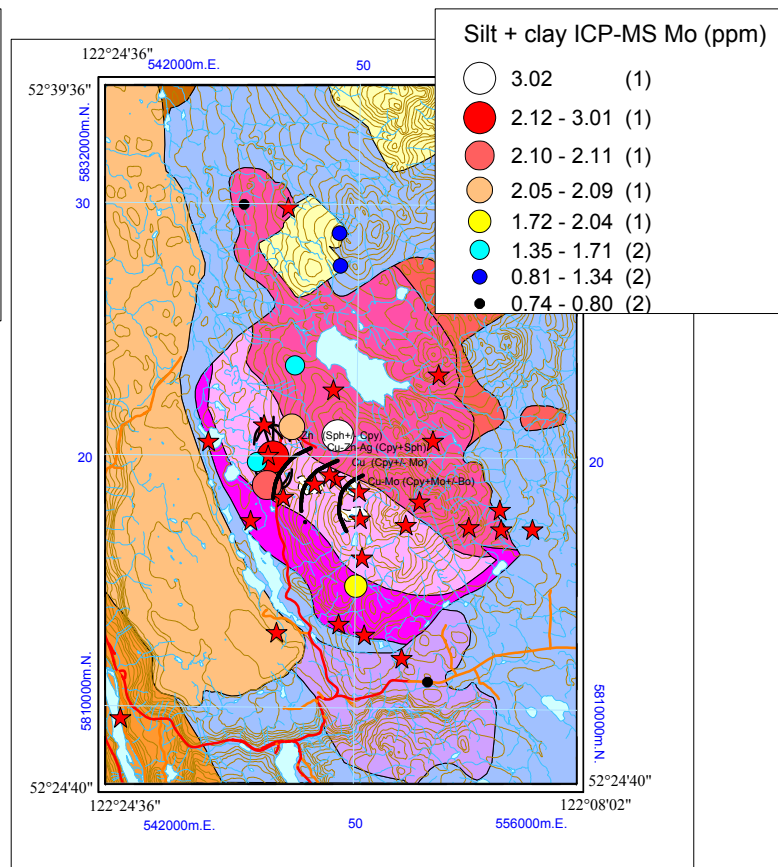 Silt + clay ICP-MS Mo (ppm)
3.02 (1)
2.12 - 3.01 (1)
2.10 - 2.11 (1)
2.05 - 2.09 (1)
1.72 - 2.04 (1)
1.35 - 1.71 (2)
0.81 - 1.34 (2)
0.74 - 0.80 (2)
122°24'36"
542000m.E. 50
52°39'36"
5832000m.N.
30
Zn (Sph+/- Cpy)
Cu-Zn-Ag (Cpy+Sph)
Cu (Cpy+/- Mo)
Cu-Mo (Cpy+Mo+/-Bo)
20 20
5810000m.N. 5810000m.N.
52°24'40" 52°24'40"
122°24'36" 122°08'02"
542000m.E. 50 556000m.E.